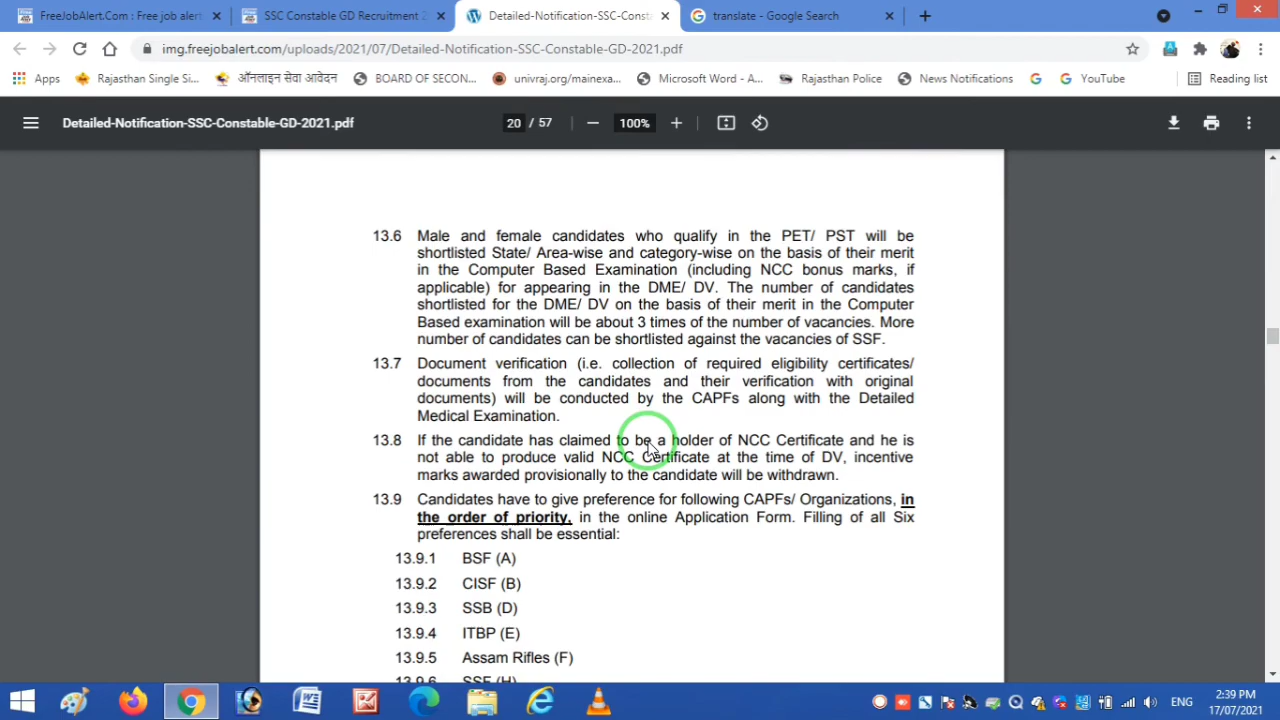 FreeJobAlert.Com : Free job alert
SSC Constable GD Recruitment 2
Detailed-Notification-SSC-Consta
translate - Google Search
img.freejobalert.com/uploads/2021/07/Detailed-Notification-SSC-Constable-GD-2021.pdf
Apps
Rajasthan Single Si...
ऑनलाइन सेवा आवेदन
BOARD OF SECON...
univraj.org/mainexa...
Microsoft Word - A...
Rajasthan Police
News Notifications
YouTube
Reading list
Detailed-Notification-SSC-Constable-GD-2021.pdf
20 / 57
100%
13.6 Male and female candidates who qualify in the PET/ PST will be
shortlisted State/ Area-wise and category-wise on the basis of their merit
in the Computer Based Examination (including NCC bonus marks, if
applicable) for appearing in the DME/ DV. The number of candidates
shortlisted for the DME/ DV on the basis of their merit in the Computer
Based examination will be about 3 times of the number of vacancies. More
number of candidates can be shortlisted against the vacancies of SSF.
13.7 Document verification (i.e. collection of required eligibility certificates/
documents from the candidates and their verification with original
documents) will be conducted by the CAPFs along with the Detailed
Medical Examination.
13.8 If the candidate has claimed to be a holder of NCC Certificate and he is
not able to produce valid NCC Certificate at the time of DV, incentive
marks awarded provisionally to the candidate will be withdrawn.
13.9 Candidates have to give preference for following CAPFs/ Organizations, in
the order of priority, in the online Application Form. Filling of all Six
preferences shall be essential:
13.9.1 BSF (A)
13.9.2 CISF (B)
13.9.3 SSB (D)
13.9.4 ITBP (E)
13.9.5 Assam Rifles (F)
13.9.6 SSF (H)
ENG
2:39 PM
17/07/2021